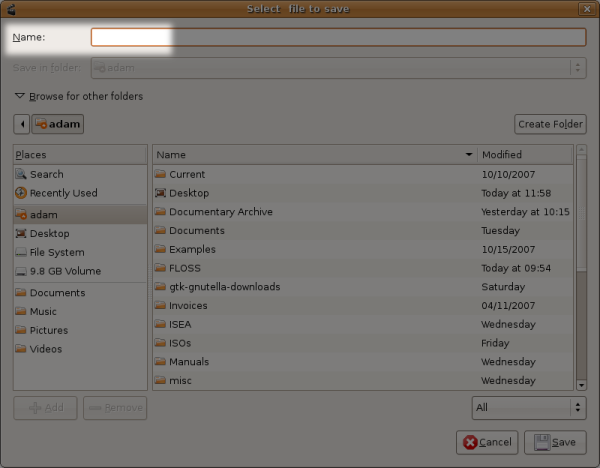 Select  file to save
Name:
Save in folder: adam
Browse for other folders
adam
Create Folder
Places
Search
Recently Used
adam
Desktop
File System
9.8 GB Volume
Documents
Music
Pictures
Videos
Name Modified
Current 10/10/2007
Desktop Today at 11:58
Documentary Archive Yesterday at 10:15
Documents Tuesday
Examples 10/15/2007
FLOSS Today at 09:54
gtk-gnutella-downloads Saturday
Invoices 04/11/2007
ISEA Wednesday
ISOs Friday
Manuals Wednesday
misc Wednesday
Add Remove
All
Cancel Save